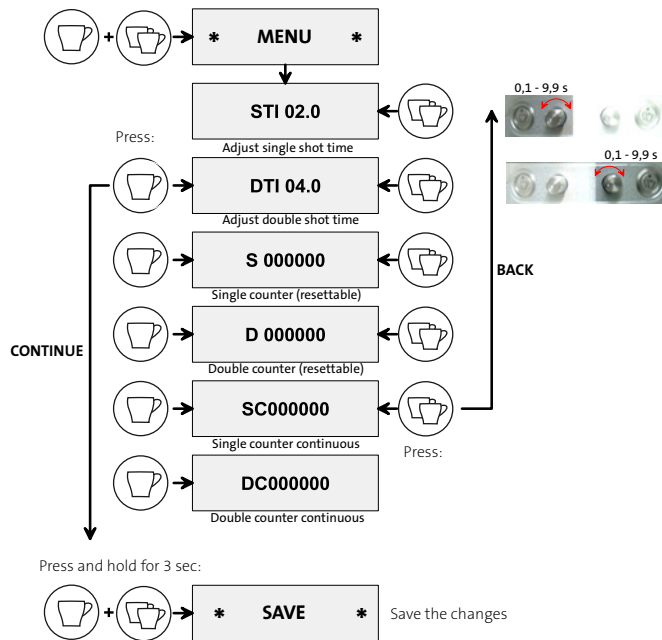 + * MENU *
0,1 - 9,9 s
STI 02.0
Press:
Adjust single shot time
0,1 - 9,9 s
DTI 04.0
Adjust double shot time
S 000000
BACK
Single counter (resettable)
D 000000
CONTINUE
Double counter (resettable)
SC000000
Single counter continuous
Press:
DC000000
Double counter continuous
Press and hold for 3 sec:
+ * SAVE * Save the changes